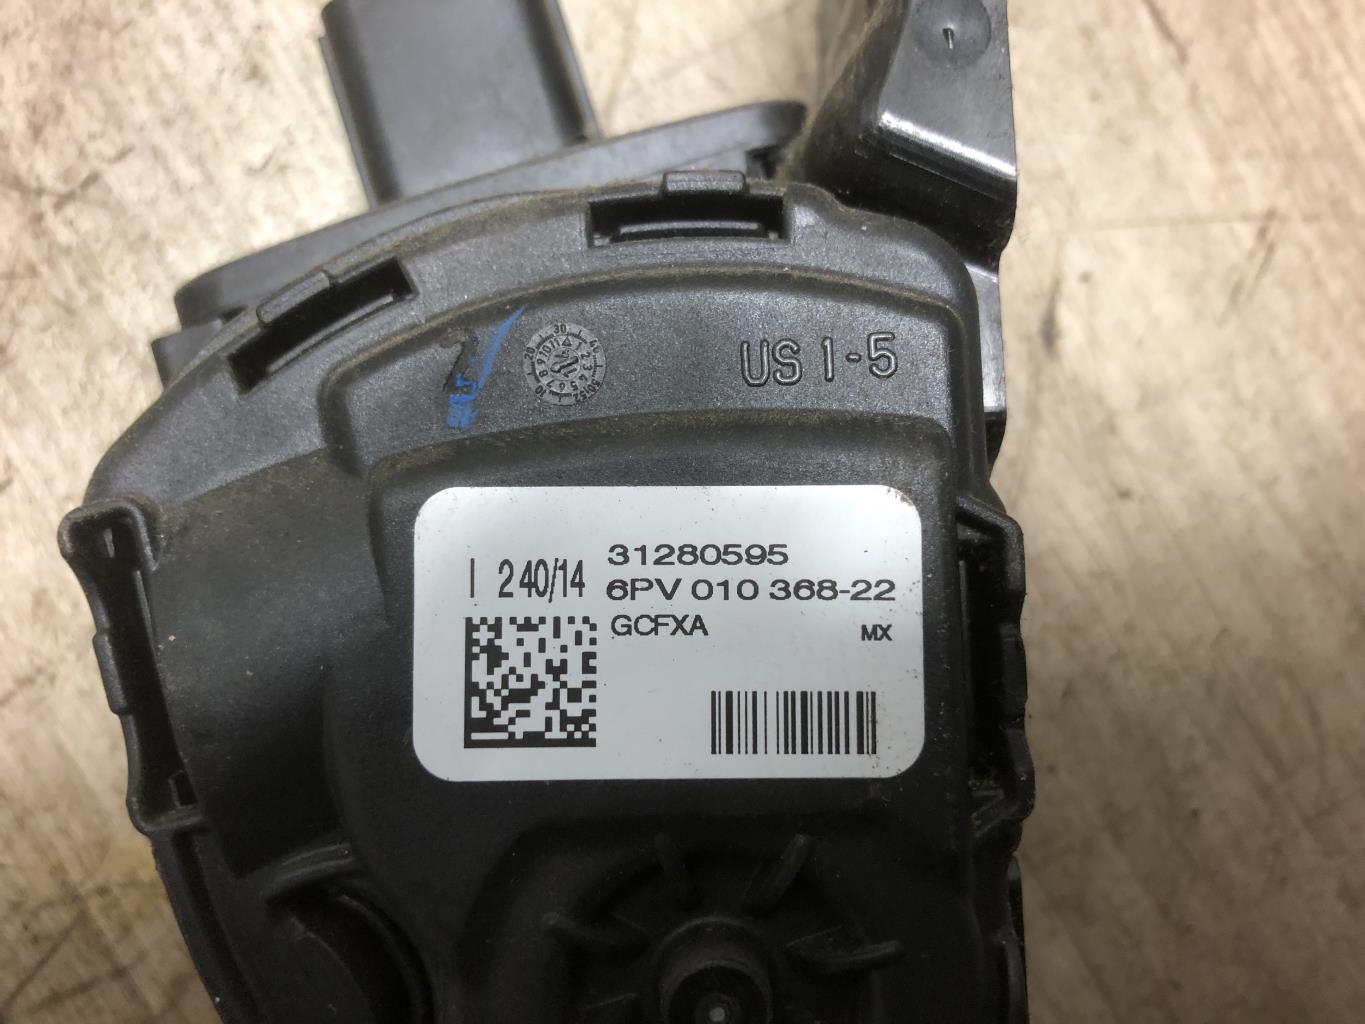 US 1-5
I 240/14
31280595
6PV 010 368-22
GCFXA
MX